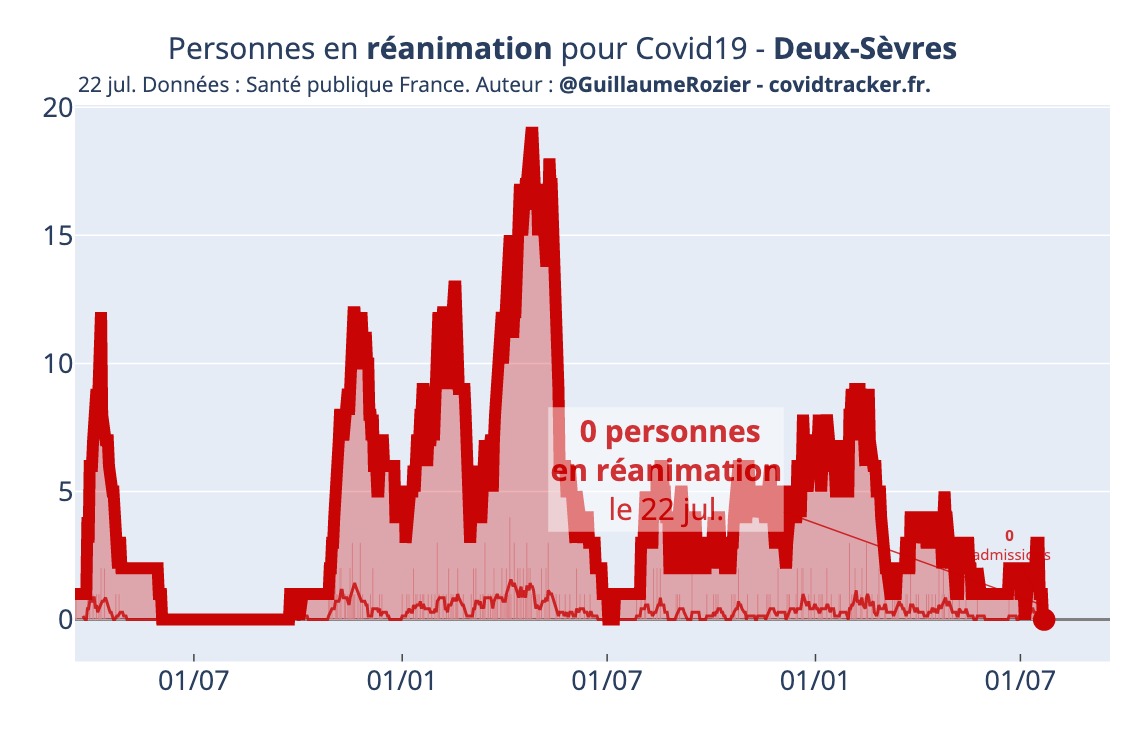 Personnes en réanimation pour Covid19 - Deux-Sèvres
22 jul. Données : Santé publique France. Auteur : @GuillaumeRozier - covidtracker.fr.
20
15
10
5
0
0 personnes
en réanimation
le 22 jul.
0
admissions
01/07
01/01
01/07
01/01
01/07